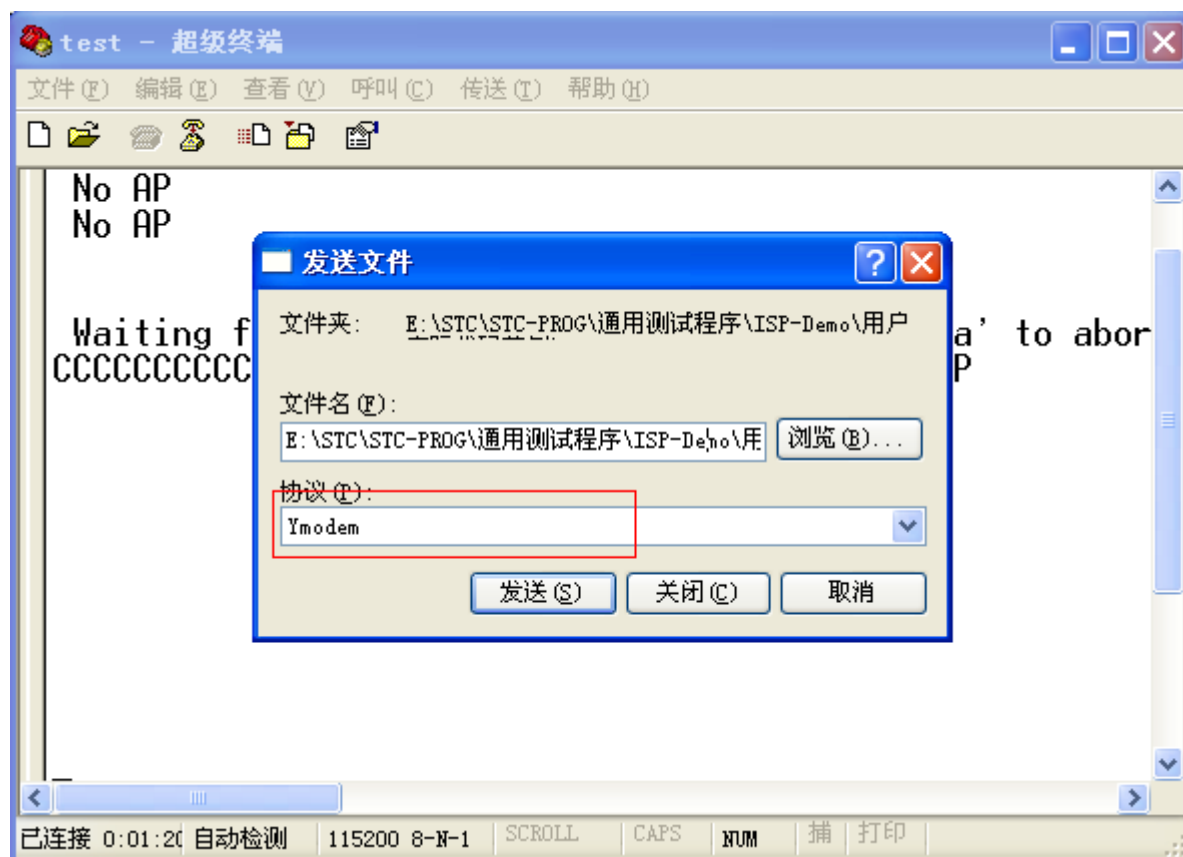 test - 超级终端
文件(F) 编辑(E) 查看(V) 呼叫(C) 传送(T) 帮助(H)
No AP
No AP
发送文件
文件夹: E:\STC\STC-PROG\通用测试程序\ISP-Demo\用户
Waiting f
a' to abor
CCCCCCCCCC
P
文件名(F):
E:\STC\STC-PROG\通用测试程序\ISP-Demo\用
浏览(B)...
协议(P):
Ymodem
发送(S) 关闭(C) 取消
已连接 0:01:20 自动检测 115200 8-N-1 SCROLL CAPS NUM 捕 打印